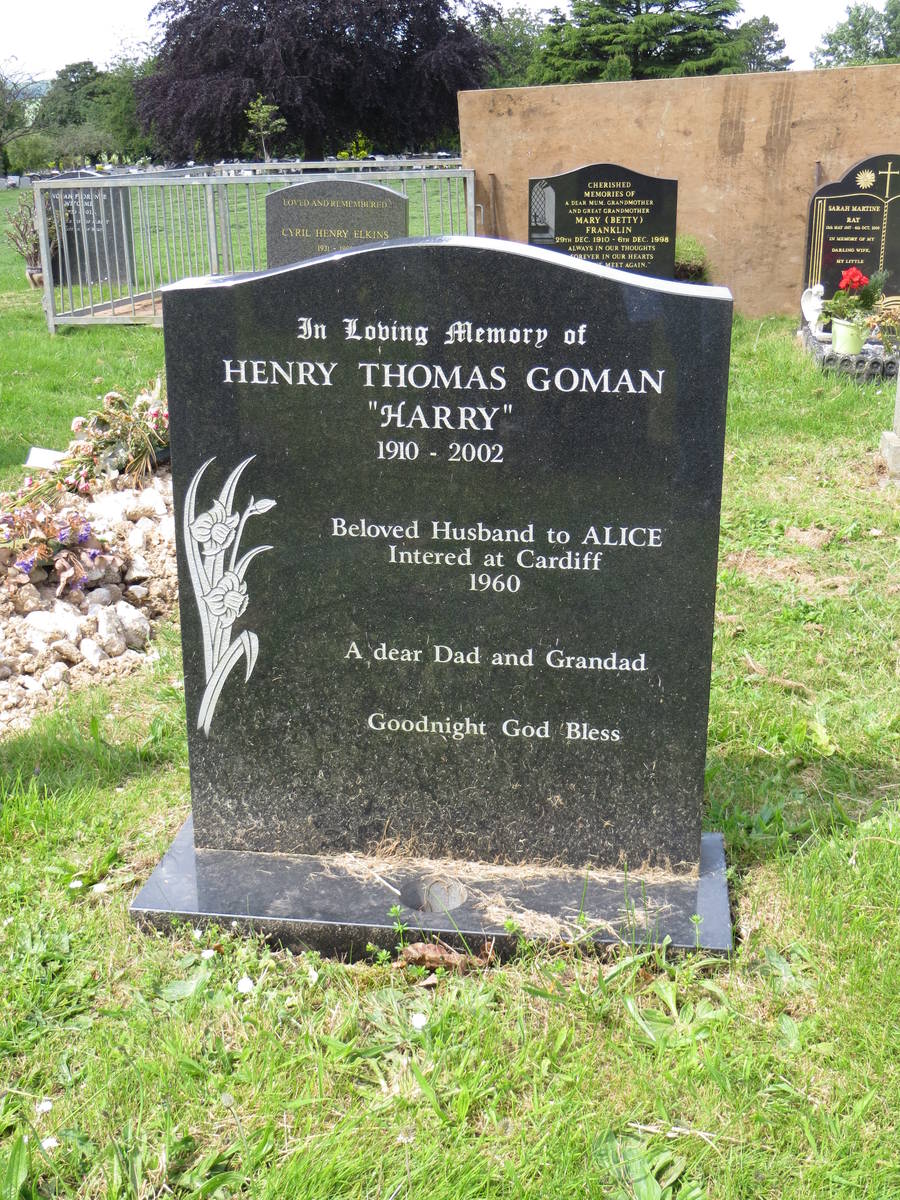 In Loving Memory of
HENRY THOMAS GOMAN
"HARRY"
1910 - 2002
Beloved Husband to ALICE
Intered at Cardiff
1960
A dear Dad and Grandad
Goodnight God Bless
LOVED AND REMEMBERED
CYRIL HENRY ELKINS
CHERISHED
MEMORIES OF
A DEAR MUM, GRANDMOTHER
AND GREAT GRANDMOTHER
MARY (BETTY)
FRANKLIN
29TH DEC. 1910 - 6TH DEC. 1998
ALWAYS IN OUR THOUGHTS
FOREVER IN OUR HEARTS
MEET AGAIN."
SARAH MARTINE
RAY
IN MEMORY OF MY
DARLING WIFE,
MY LITTLE